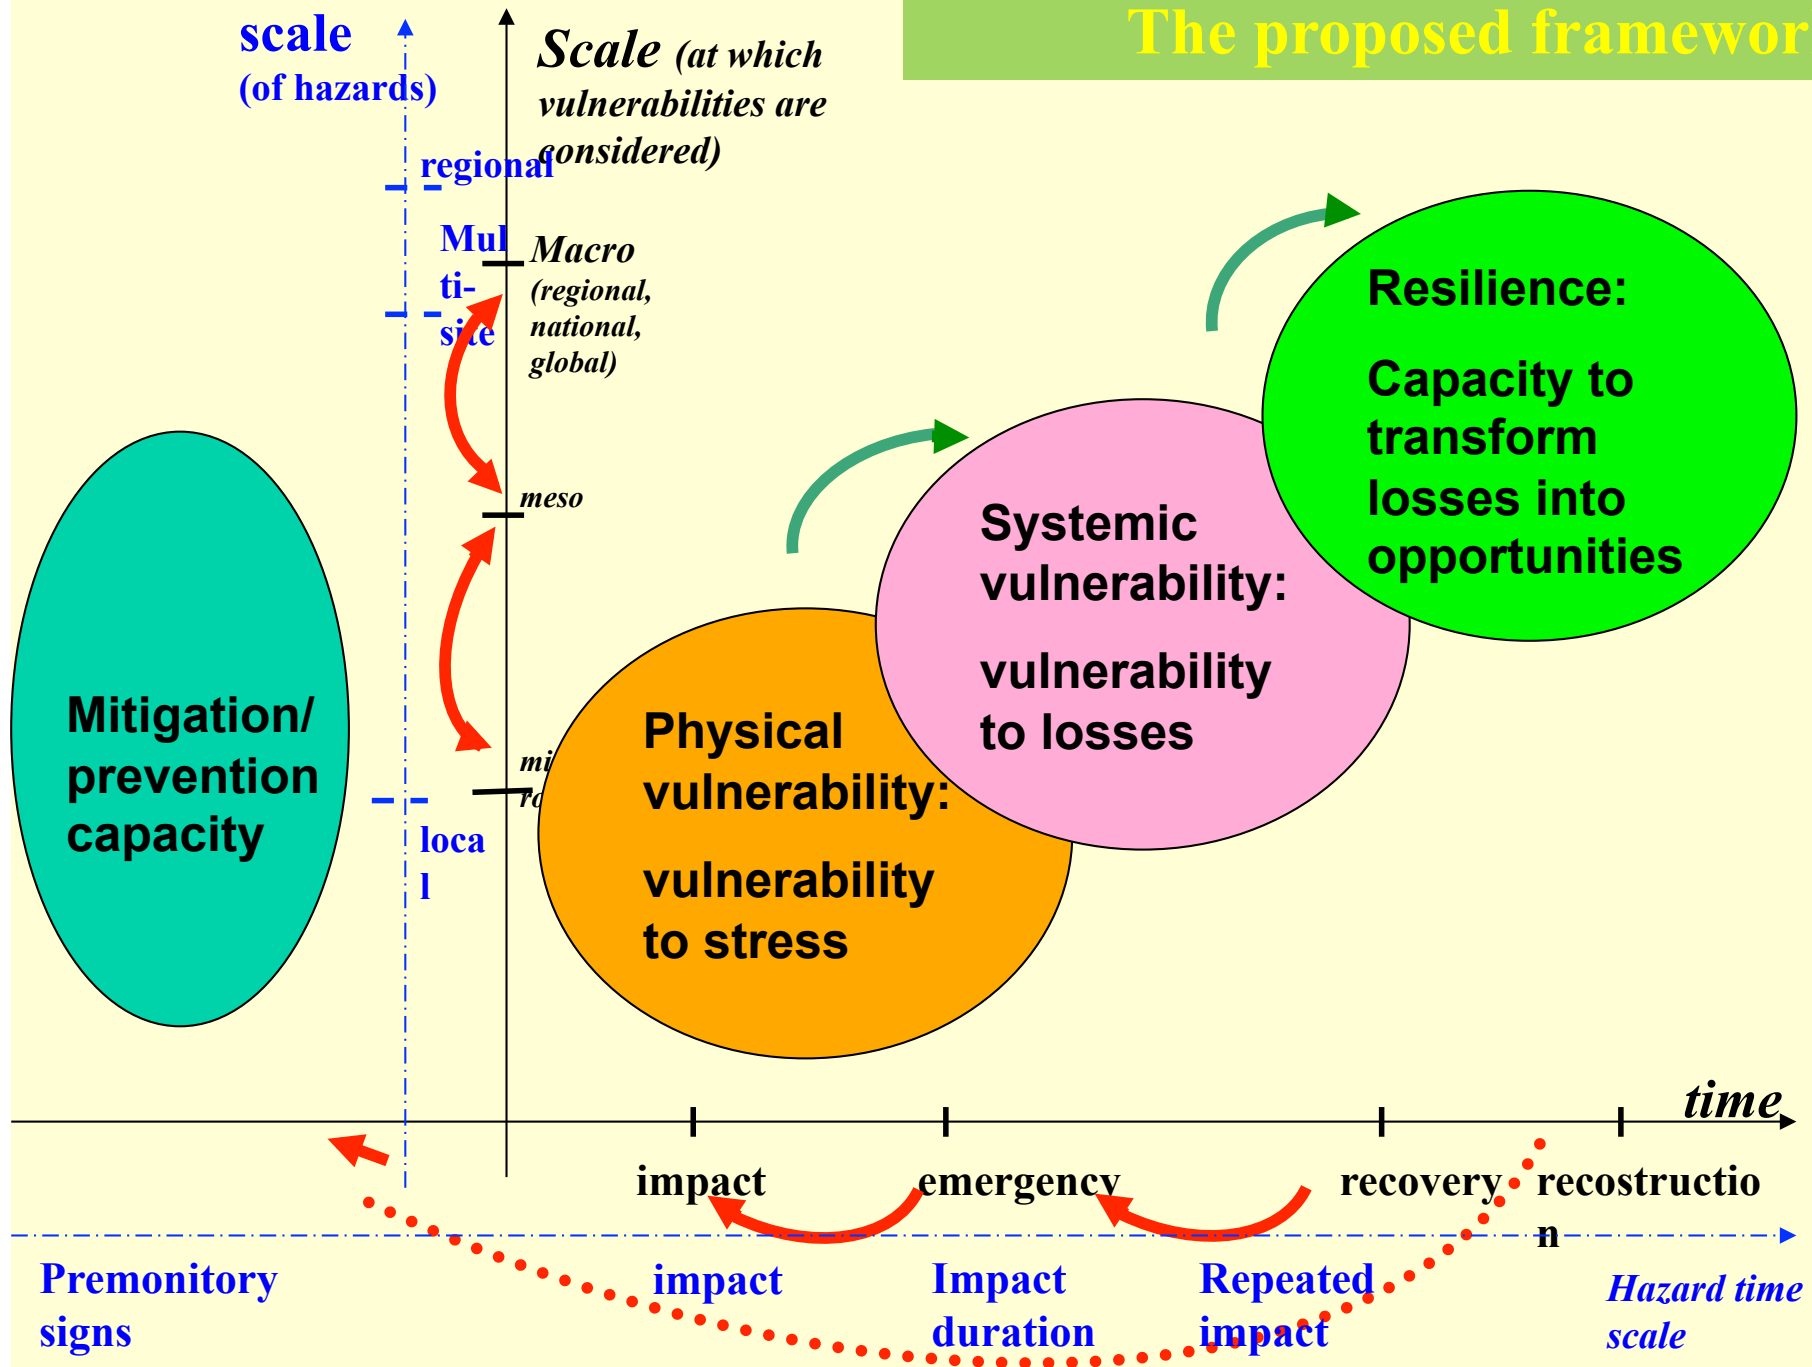 The proposed framewor
scale
(of hazards)
Scale (at which
vulnerabilities are
considered)
regional
Mul
ti-
site
Macro
(regional,
national,
global)
meso
mi
ro
loca
l
Mitigation/
prevention
capacity
Physical
vulnerability:
vulnerability
to stress
Systemic
vulnerability:
vulnerability
to losses
Resilience:
Capacity to
transform
losses into
opportunities
time
impact
emergency
recovery
recostructio
n
Premonitory
signs
impact
Impact
duration
Repeated
impact
Hazard time
scale